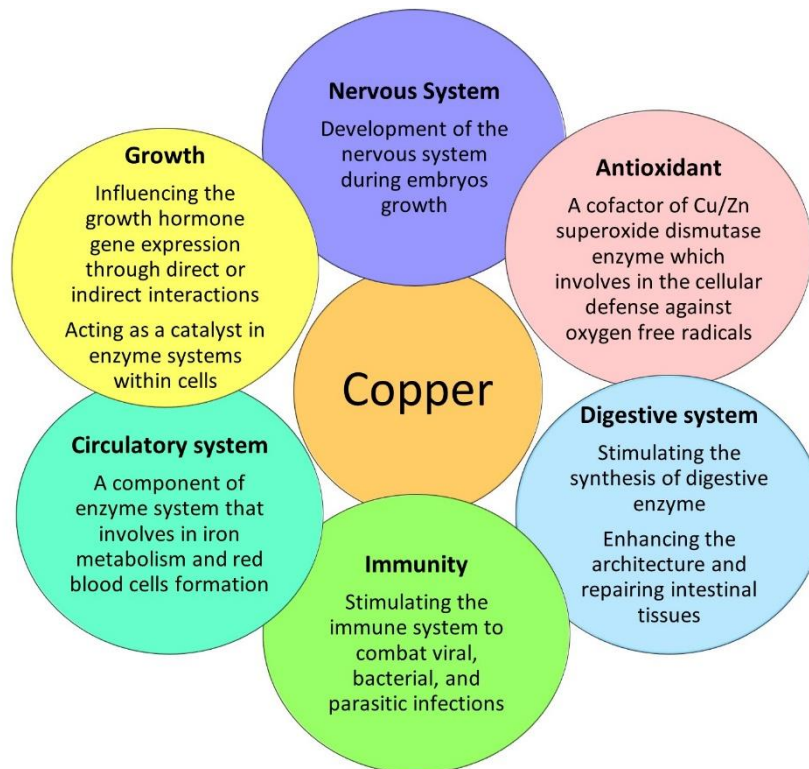 Nervous System
Development of the
nervous system
during embryos
growth
Growth
Influencing the
growth hormone
gene expression
through direct or
indirect interactions
Acting as a catalyst in
enzyme systems
within cells
Antioxidant
A cofactor of Cu/Zn
superoxide dismutase
enzyme which
involves in the cellular
defense against
oxygen free radicals
Copper
Circulatory system
A component of
enzyme system that
involves in iron
metabolism and red
blood cells formation
Digestive system
Stimulating the
synthesis of digestive
enzyme
Enhancing the
architecture and
repairing intestinal
tissues
Immunity
Stimulating the
immune system to
combat viral,
bacterial, and
parasitic infections